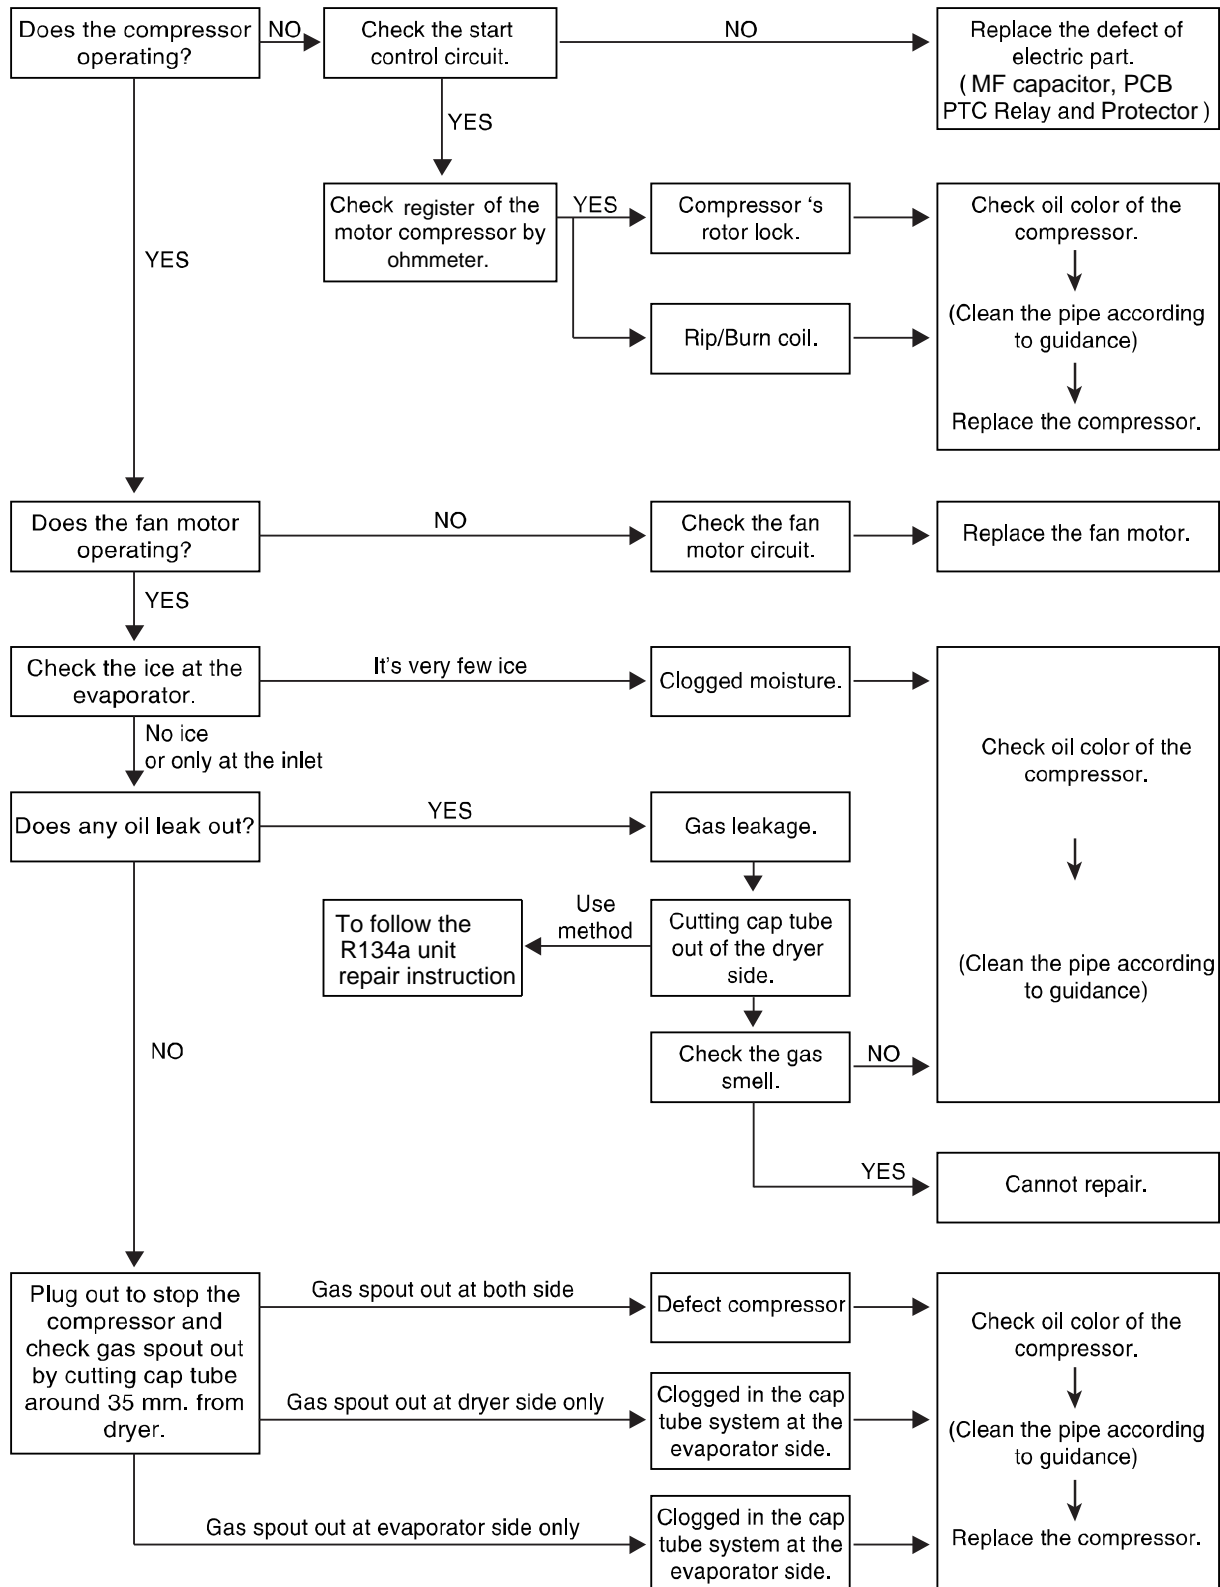 Does the compressor
operating?
NO
Check the start
control circuit.
NO
Replace the defect of
electric part.
( MF capacitor, PCB
PTC Relay and Protector )
YES
YES
Check register of the
motor compressor by
ohmmeter.
YES
Compressor ‘s
rotor lock.
Rip/Burn coil.
Check oil color of the
compressor.
(Clean the pipe according
to guidance)
Replace the compressor.
Does the fan motor
operating?
NO
Check the fan
motor circuit.
Replace the fan motor.
YES
Check the ice at the
evaporator.
It's very few ice
Clogged moisture.
No ice
or only at the inlet
Does any oil leak out?
YES
Gas leakage.
Use
method
To follow the
R134a unit
repair instruction
Cutting cap tube
out of the dryer
side.
Check the gas
smell.
NO
Check oil color of the
compressor.
(Clean the pipe according
to guidance)
YES
Cannot repair.
NO
Plug out to stop the
compressor and
check gas spout out
by cutting cap tube
around 35 mm. from
dryer.
Gas spout out at both side
Defect compressor
Gas spout out at dryer side only
Clogged in the cap
tube system at the
evaporator side.
Gas spout out at evaporator side only
Clogged in the cap
tube system at the
evaporator side.
Check oil color of the
compressor.
(Clean the pipe according
to guidance)
Replace the compressor.